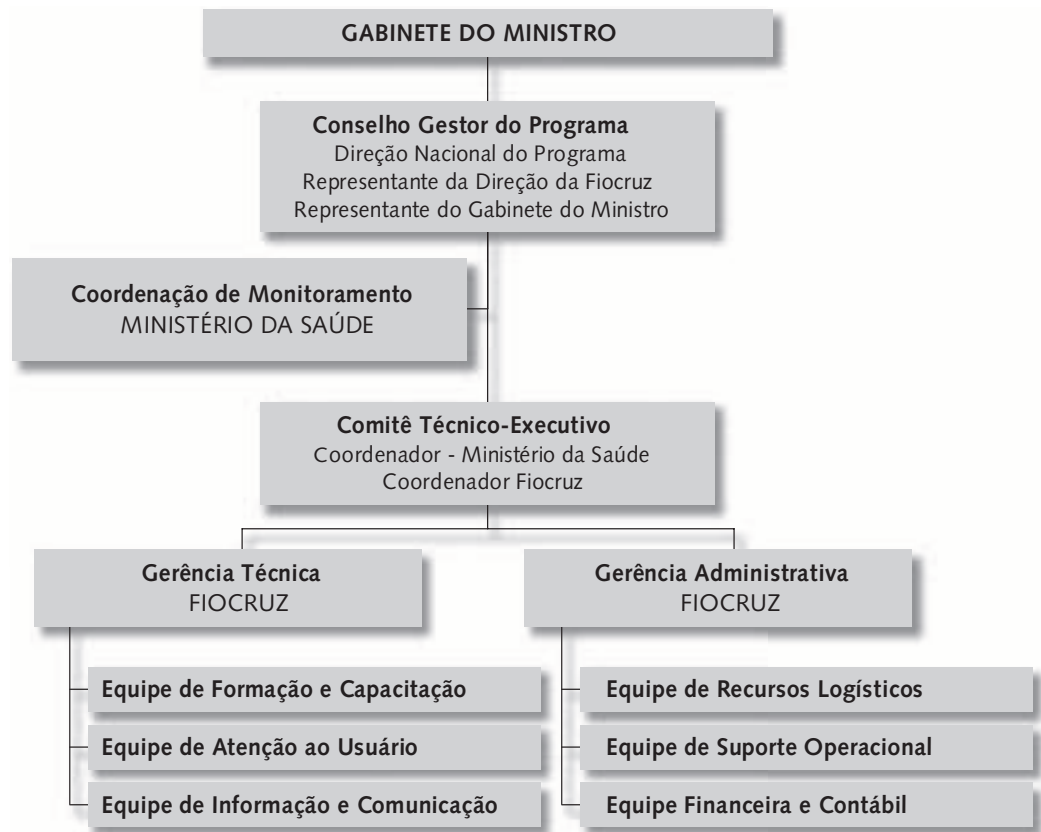 GABINETE DO MINISTRO
Conselho Gestor do Programa
Direção Nacional do Programa
Representante da Direção da Fiocruz
Representante do Gabinete do Ministro
Coordenação de Monitoramento
MINISTÉRIO DA SAÚDE
Comitê Técnico-Executivo
Coordenador - Ministério da Saúde
Coordenador Fiocruz
Gerência Técnica
FIOCRUZ
Equipe de Formação e Capacitação
Equipe de Atenção ao Usuário
Equipe de Informação e Comunicação
Gerência Administrativa
FIOCRUZ
Equipe de Recursos Logísticos
Equipe de Suporte Operacional
Equipe Financeira e Contábil